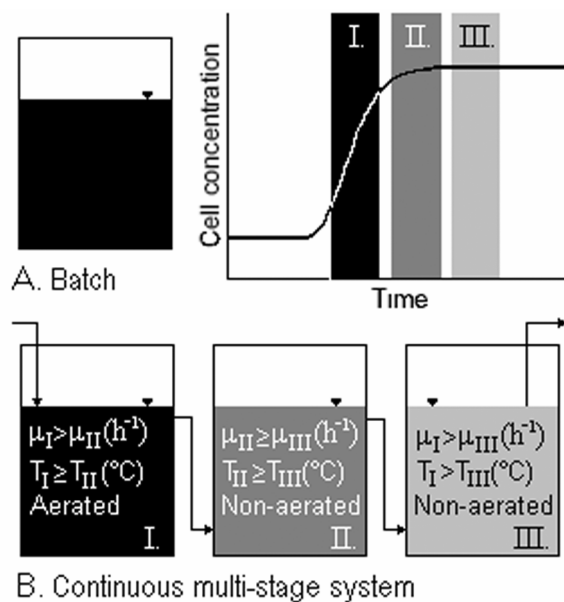 I.
II.
III.
Cell concentration
Time
A. Batch
μI>μII(h⁻¹)
TI≥TII(°C)
Aerated
I.
μII≥μIII(h⁻¹)
TII≥TIII(°C)
Non-aerated
II.
μI>μIII(h⁻¹)
TI>TIII(°C)
Non-aerated
III.
B. Continuous multi-stage system